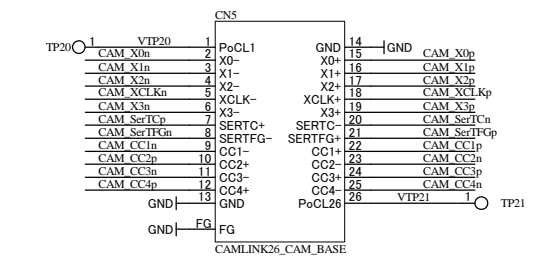 CN5
TP20 1 VTP20 1 PoCL1 GND 14 GND
CAM_X0n 2 X0- X0+ 15 CAM_X0p
CAM_X1n 3 X1- X1+ 16 CAM_X1p
CAM_X2n 4 X2- X2+ 17 CAM_X2p
CAM_XCLKn 5 XCLK- XCLK+ 18 CAM_XCLKp
CAM_X3n 6 X3- X3+ 19 CAM_X3p
CAM_SerTCp 7 SERTC+ SERTC- 20 CAM_SerTCn
CAM_SerTFGn 8 SERTFG- SERTFG+ 21 CAM_SerTFGp
CAM_CC1n 9 CC1- CC1+ 22 CAM_CC1p
CAM_CC2p 10 CC2+ CC2- 23 CAM_CC2n
CAM_CC3n 11 CC3- CC3+ 24 CAM_CC3p
CAM_CC4p 12 CC4+ CC4- 25 CAM_CC4n
GND 13 GND PoCL26 26 VTP21 1 TP21
GND FG FG
CAMLINK26_CAM_BASE